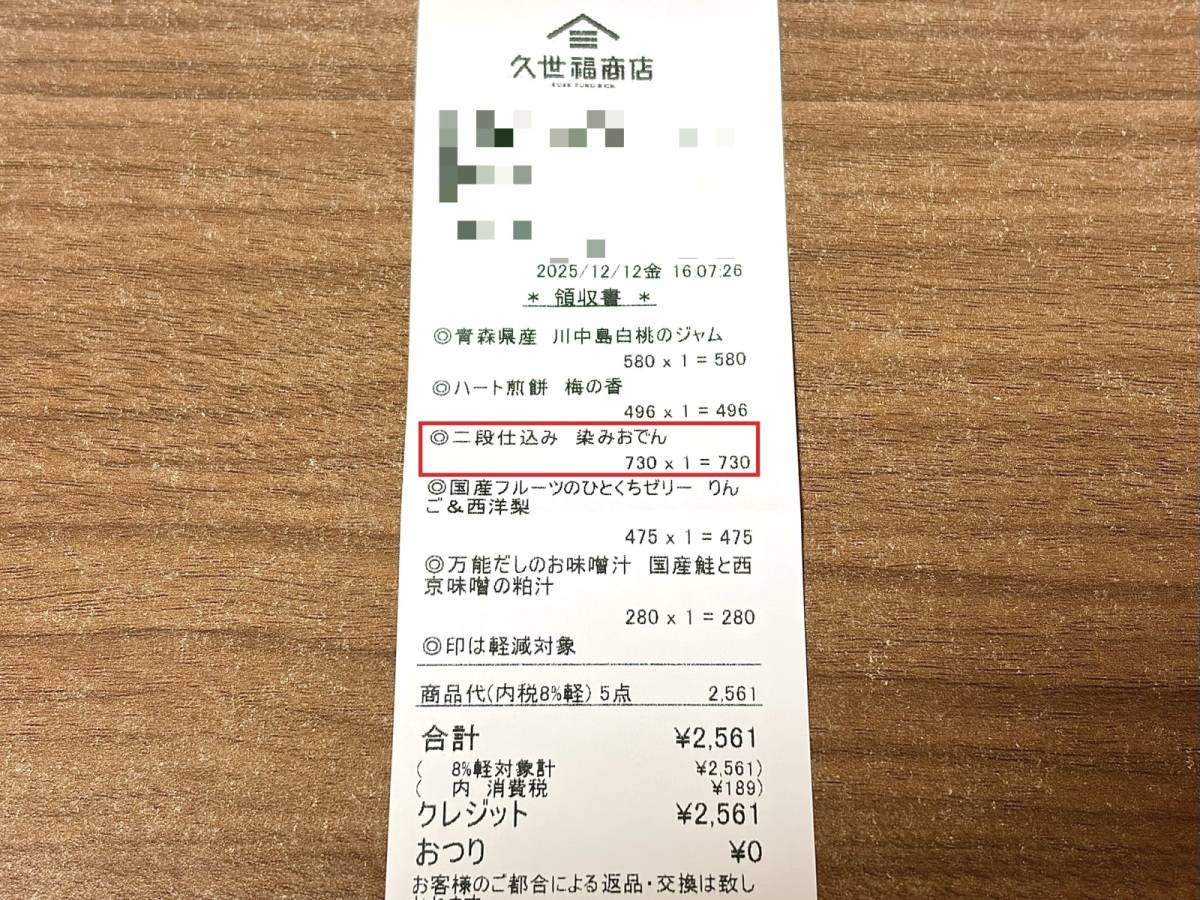 久世福商店
KUZE FUKU & CO.
2025/12/12金 16:07:26
* 領収書 *
◎青森県産 川中島白桃のジャム
580 x 1 = 580
◎ハート煎餅 梅の香
496 x 1 = 496
◎二段仕込み 染みおでん
730 x 1 = 730
◎国産フルーツのひとくちゼリー りん
ご&西洋梨
475 x 1 = 475
◎万能だしのお味噌汁 国産鮭と西
京味噌の粕汁
280 x 1 = 280
◎印は軽減対象
商品代(内税8%軽) 5点 2,561
合計 ¥2,561
( 8%軽対象計 ¥2,561)
( 内 消費税 ¥189)
クレジット ¥2,561
おつり ¥0
お客様のご都合による返品・交換は致し